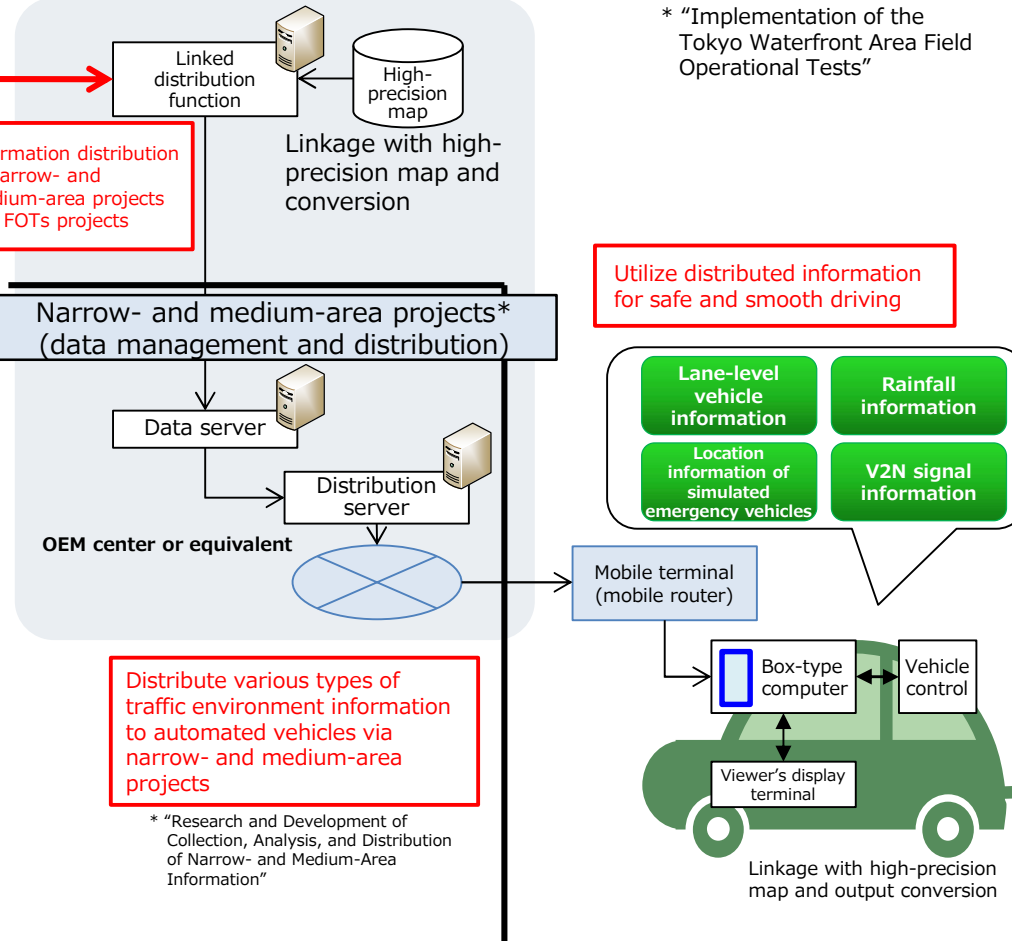 * “Implementation of the
Tokyo Waterfront Area Field
Operational Tests”
Linked
distribution
function
High-
precision
map
Linkage with high-
precision map and
conversion
rmation distribution
arrow- and
dium-area projects
FOTs projects
Narrow- and medium-area projects*
(data management and distribution)
Data server
Distribution
server
OEM center or equivalent
Utilize distributed information
for safe and smooth driving
Lane-level
vehicle
information
Rainfall
information
Location
information of
simulated
emergency vehicles
V2N signal
information
Mobile terminal
(mobile router)
Box-type
computer
Vehicle
control
Viewer’s display
terminal
Linkage with high-precision
map and output conversion
Distribute various types of
traffic environment information
to automated vehicles via
narrow- and medium-area
projects
* “Research and Development of
Collection, Analysis, and Distribution
of Narrow- and Medium-Area
Information”